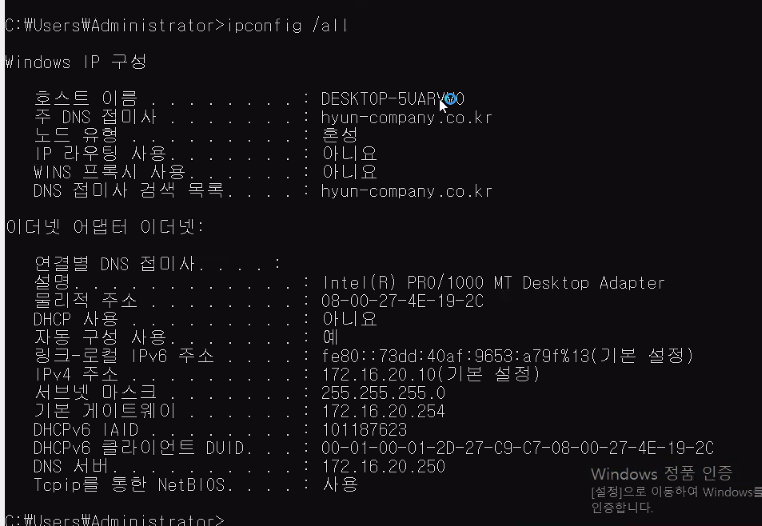 C:\Users\Administrator>ipconfig /all
Windows IP 구성
호스트 이름 . . . . . . . . :
주 DNS 접미사 . . . . . . . : hyun-company.co.kr
노드 유형 . . . . . . . . . : 혼성
IP 라우팅 사용. . . . . . . : 아니요
WINS 프록시 사용. . . . . . : 아니요
DNS 접미사 검색 목록. . . . : hyun-company.co.kr
이더넷 어댑터 이더넷:
연결별 DNS 접미사. . . . :
설명. . . . . . . . . . . . : Intel(R) PRO/1000 MT Desktop Adapter
물리적 주소 . . . . . . . . : 08-00-27-4E-19-2C
DHCP 사용 . . . . . . . . . : 아니요
자동 구성 사용. . . . . . . : 예
링크-로컬 IPv6 주소 . . . . : fe80::73dd:40af:9653:a79f%13(기본 설정)
IPv4 주소 . . . . . . . . . : 172.16.20.10(기본 설정)
서브넷 마스크 . . . . . . . : 255.255.255.0
기본 게이트웨이 . . . . . . : 172.16.20.254
DHCPv6 IAID . . . . . . . . : 101187623
DHCPv6 클라이언트 DUID. . . : 00-01-00-01-2D-27-C9-C7-08-00-27-4E-19-2C
DNS 서버. . . . . . . . . . : 172.16.20.250
Tcpip를 통한 NetBIOS. . . . : 사용
C:\Users\Administrator>
Windows 정품 인증
[설정]으로 이동하여 Windows를
인증합니다.